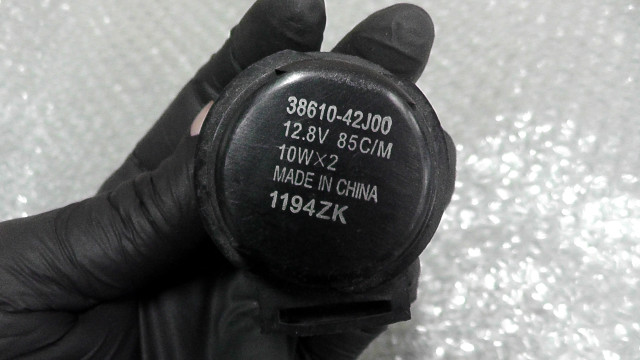 38610-42J00
12.8V 85C/M
10W×2
MADE IN CHINA
1194ZK